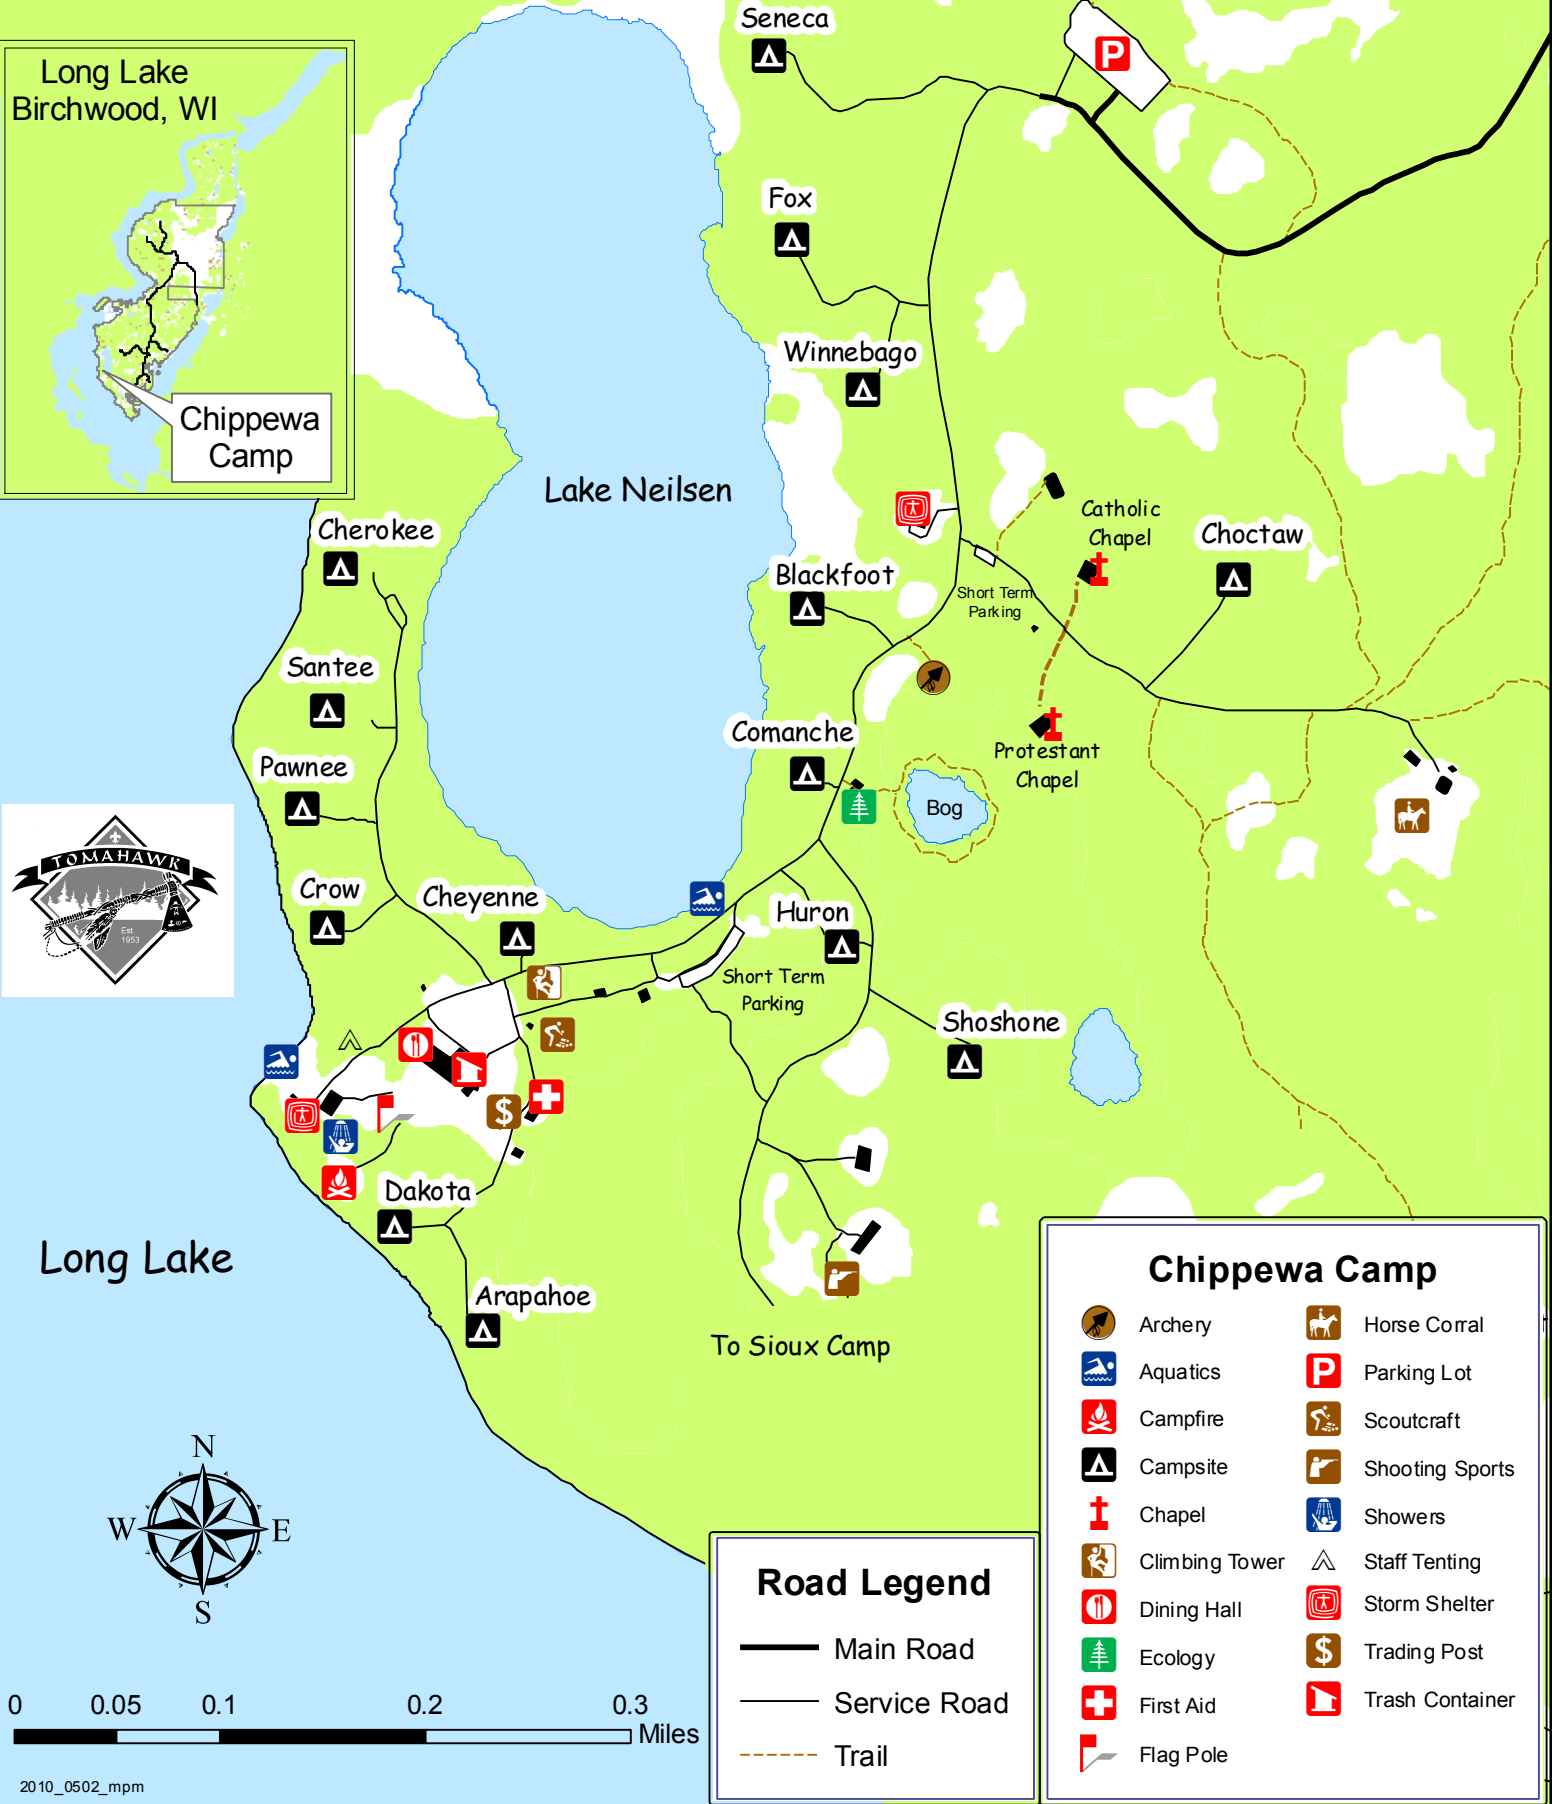 Seneca
P
Long Lake
Birchwood, WI
Chippewa
Camp
Fox
Winnebago
Lake Neilsen
Cherokee
Catholic
Chapel
Choctaw
Blackfoot
Short Term
Parking
Santee
Comanche
Protestant
Chapel
Pawnee
Bog
TOMAHAWK
Est
1953
Crow
Cheyenne
Huron
Short Term
Parking
Shoshone
$
Dakota
Long Lake
Arapahoe
To Sioux Camp
N
W
E
S
0 0.05 0.1 0.2 0.3
Miles
2010_0502_mpm
Road Legend
Main Road
Service Road
Trail
Chippewa Camp
Archery
Aquatics
Campfire
Campsite
Chapel
Climbing Tower
Dining Hall
Ecology
First Aid
Flag Pole
Horse Corral
P Parking Lot
Scoutcraft
Shooting Sports
Showers
Staff Tenting
Storm Shelter
$ Trading Post
Trash Container